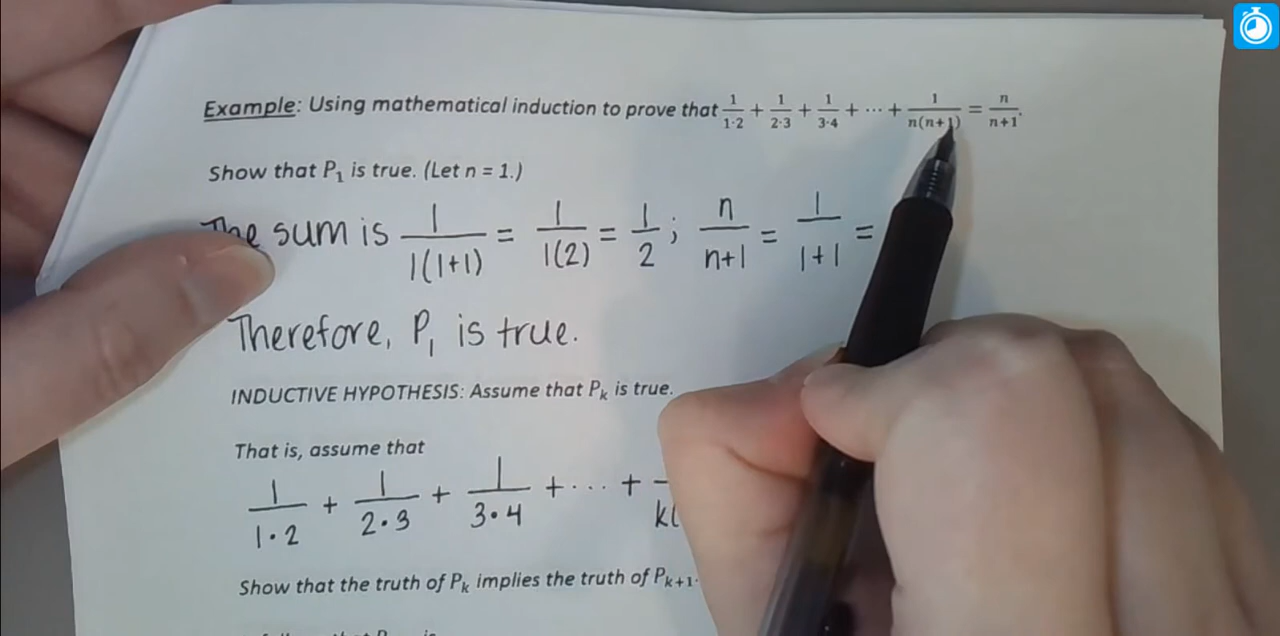 Example: Using mathematical induction to prove that 1/1·2 + 1/2·3 + 1/3·4 + ⋯ + 1/n(n+1) = n/n+1.
Show that P₁ is true. (Let n = 1.)
The sum is 1/1(1+1) = 1/1(2) = 1/2 ; n/n+1 = 1/1+1 =
Therefore, P₁ is true.
INDUCTIVE HYPOTHESIS: Assume that Pₖ is true.
That is, assume that
1/1·2 + 1/2·3 + 1/3·4 + ⋯ + k(
Show that the truth of Pₖ implies the truth of Pₖ₊₁.